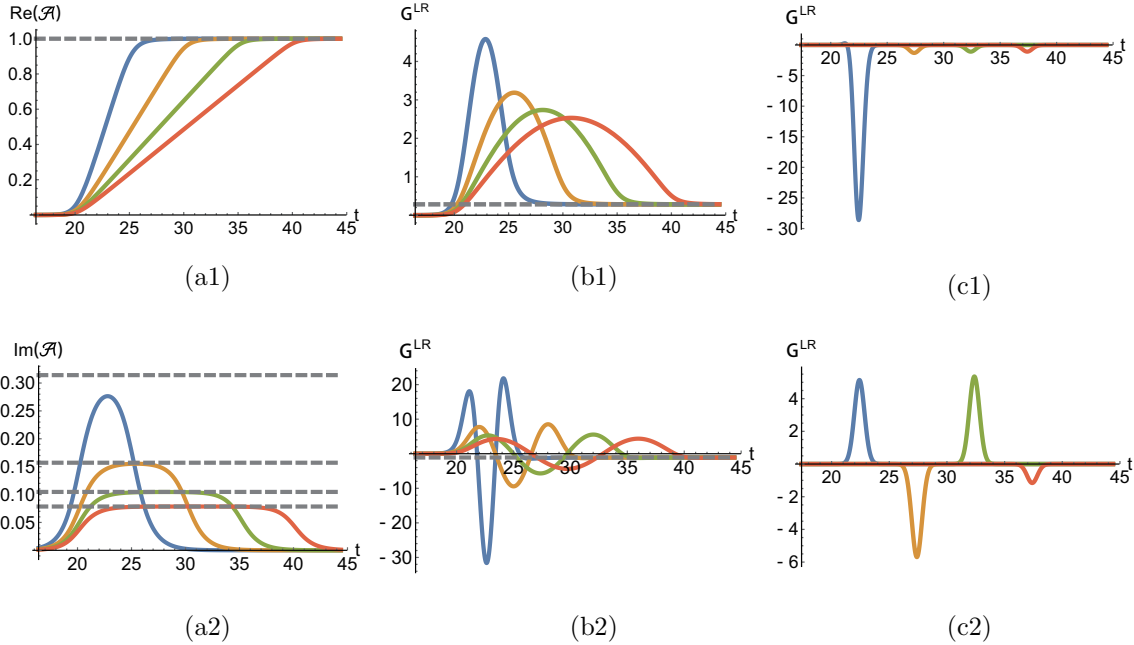 Re(𝒜)
1.0
0.8
0.6
0.4
0.2
20 25 30 35 40 45 t
(a1)
G^LR
4
3
2
1
20 25 30 35 40 45 t
(b1)
G^LR
20 25 30 35 40 45 t
- 5
- 10
- 15
- 20
- 25
- 30
(c1)
Im(𝒜)
0.30
0.25
0.20
0.15
0.10
0.05
20 25 30 35 40 45 t
(a2)
G^LR
20
10
20 25 30 35 40 45 t
- 10
- 20
- 30
(b2)
G^LR
4
2
20 25 30 35 40 45 t
- 2
- 4
- 6
(c2)